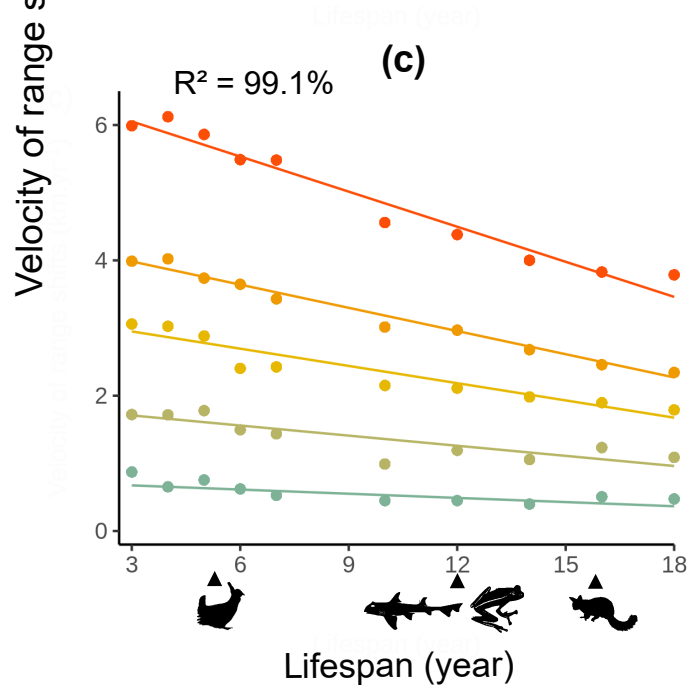 (c)
R² = 99.1%
Velocity of range s
6
4
2
0
3 6 9 12 15 18
Lifespan (year)